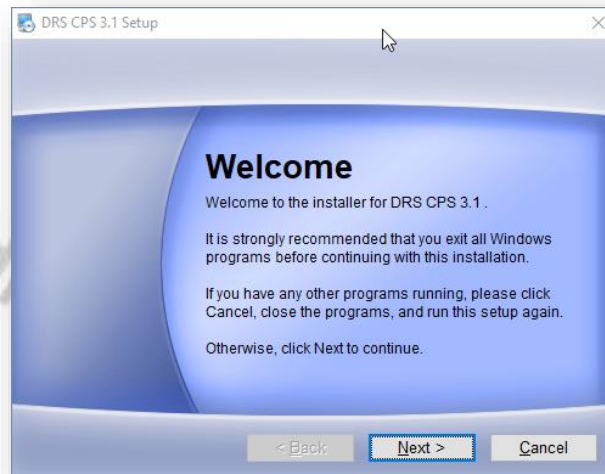 DRS CPS 3.1 Setup
Welcome
Welcome to the installer for DRS CPS 3.1 .
It is strongly recommended that you exit all Windows
programs before continuing with this installation.
If you have any other programs running, please click
Cancel, close the programs, and run this setup again.
Otherwise, click Next to continue.
< Back Next > Cancel